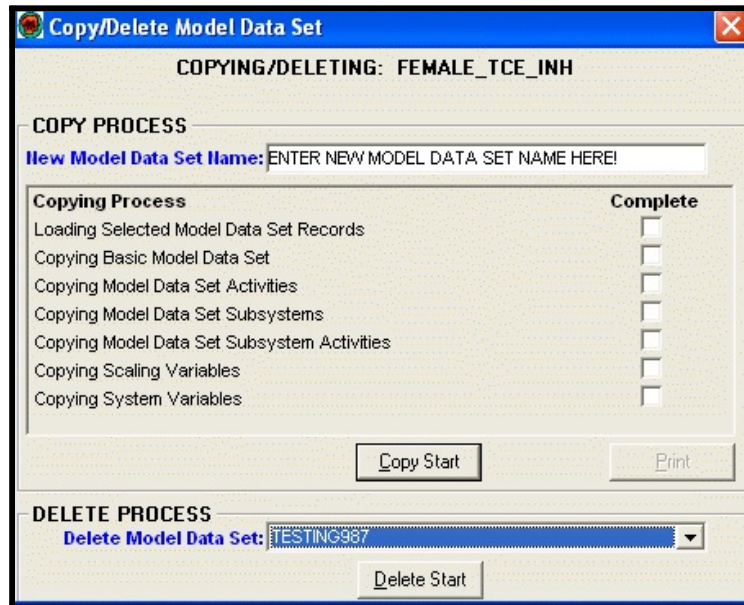 Copy/Delete Model Data Set
COPYING/DELETING: FEMALE_TCE_INH
COPY PROCESS
New Model Data Set Name: ENTER NEW MODEL DATA SET NAME HERE!
Copying Process Complete
Loading Selected Model Data Set Records
Copying Basic Model Data Set
Copying Model Data Set Activities
Copying Model Data Set Subsystems
Copying Model Data Set Subsystem Activities
Copying Scaling Variables
Copying System Variables
Copy Start Print
DELETE PROCESS
Delete Model Data Set: TESTING987
Delete Start